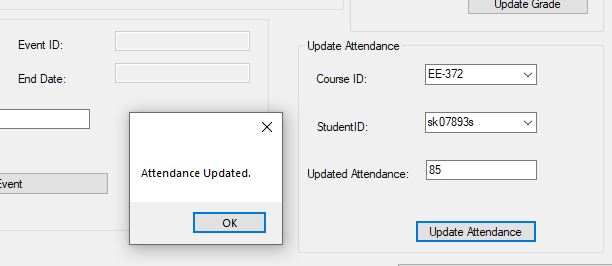 Update Grade
Event ID:
End Date:
Event
Update Attendance
Course ID:
EE-372
StudentID:
sk07893s
Updated Attendance:
85
Update Attendance
Attendance Updated.
OK